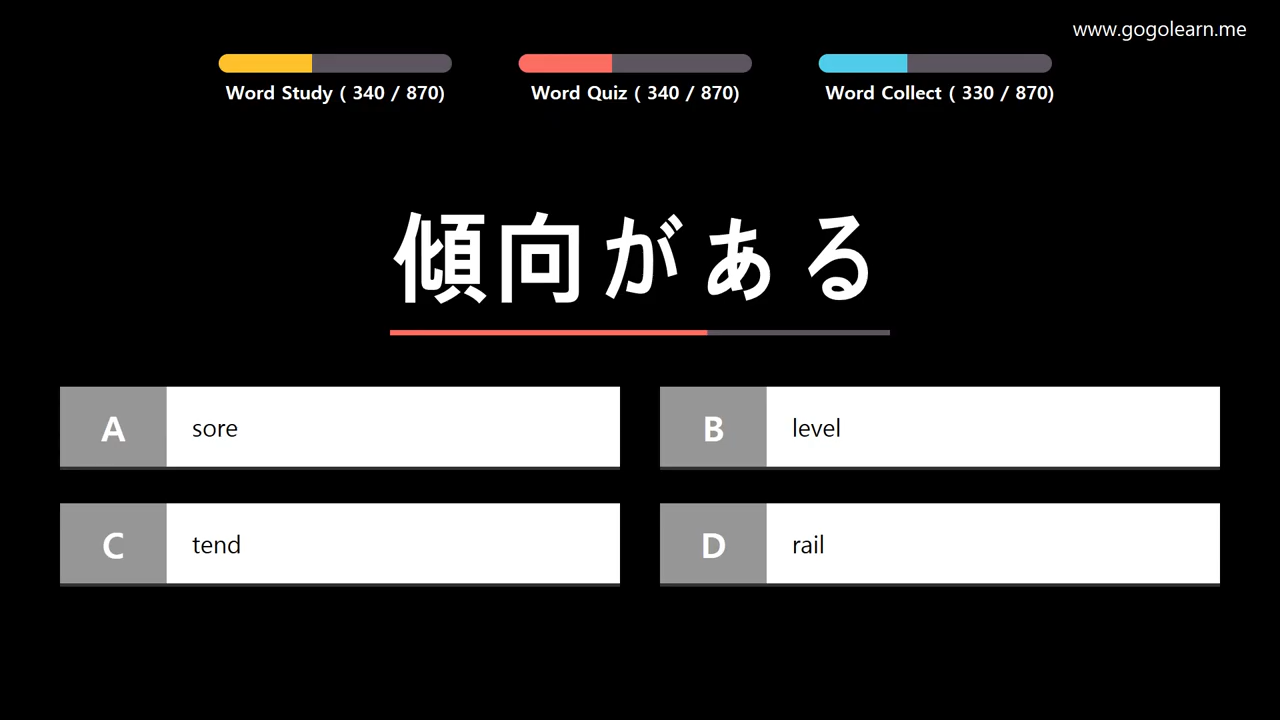 www.gogolearn.me
Word Study ( 340 / 870)
Word Quiz ( 340 / 870)
Word Collect ( 330 / 870)
傾向がある
A sore
B level
C tend
D rail